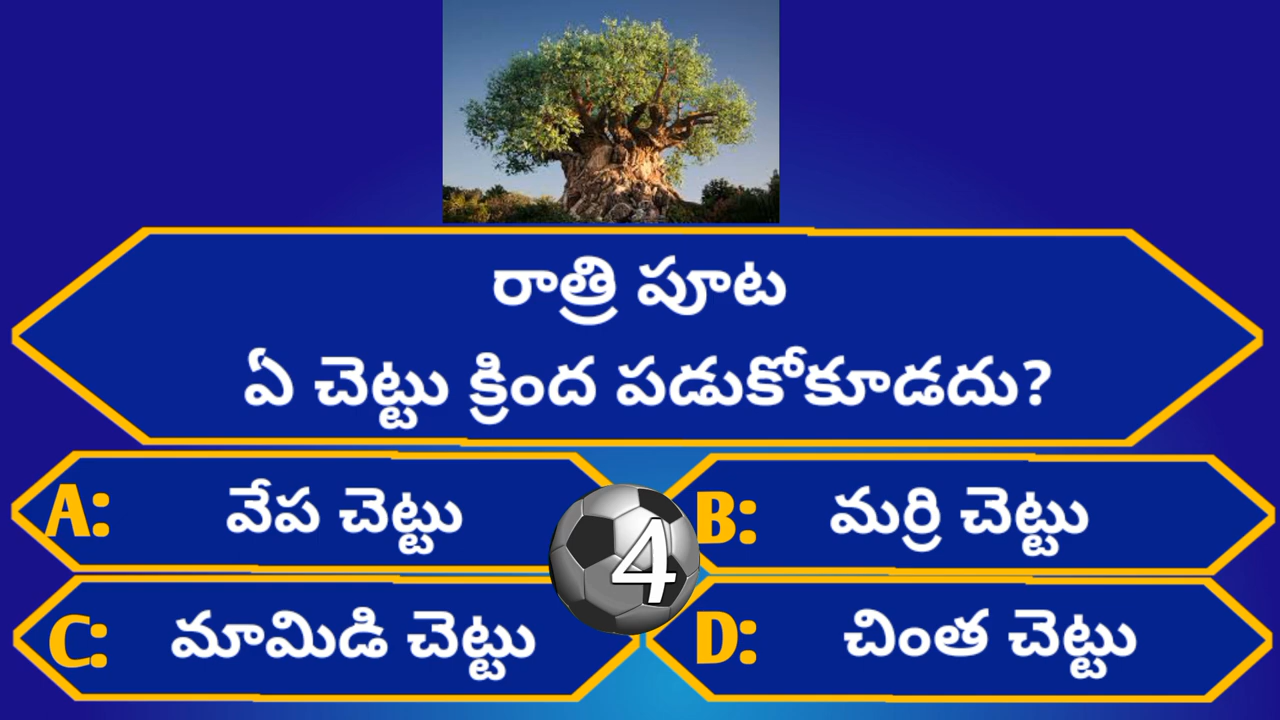 రాత్రి పూట
ఏ చెట్టు క్రింద పడుకోకూడదు?
A: వేప చెట్టు
B: మర్రి చెట్టు
4
C: మామిడి చెట్టు
D: చింత చెట్టు